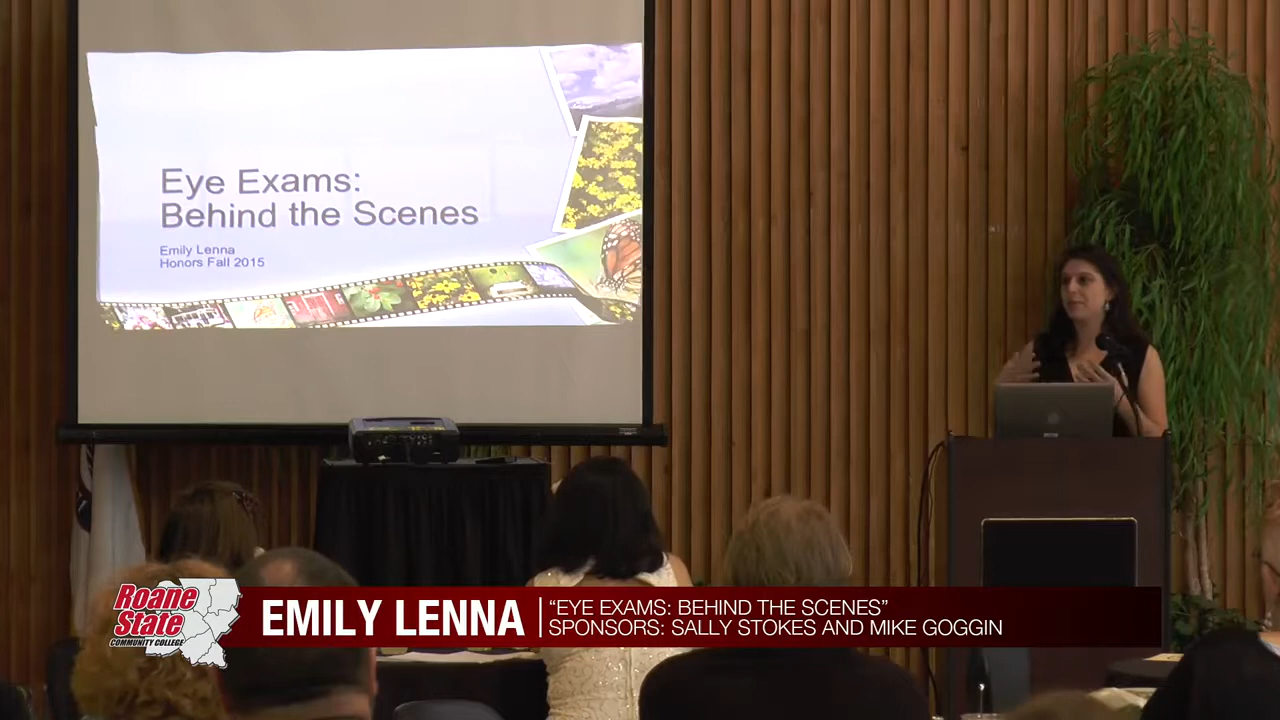 Eye Exams:
Behind the Scenes
Emily Lenna
Honors Fall 2015
Roane
State
COMMUNITY COLLEGE
EMILY LENNA
“EYE EXAMS: BEHIND THE SCENES”
SPONSORS: SALLY STOKES AND MIKE GOGGIN